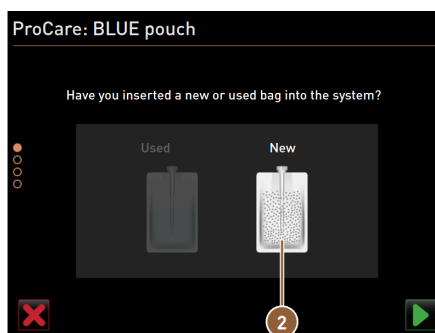 ProCare: BLUE pouch
Have you inserted a new or used bag into the system?
Used
New
2